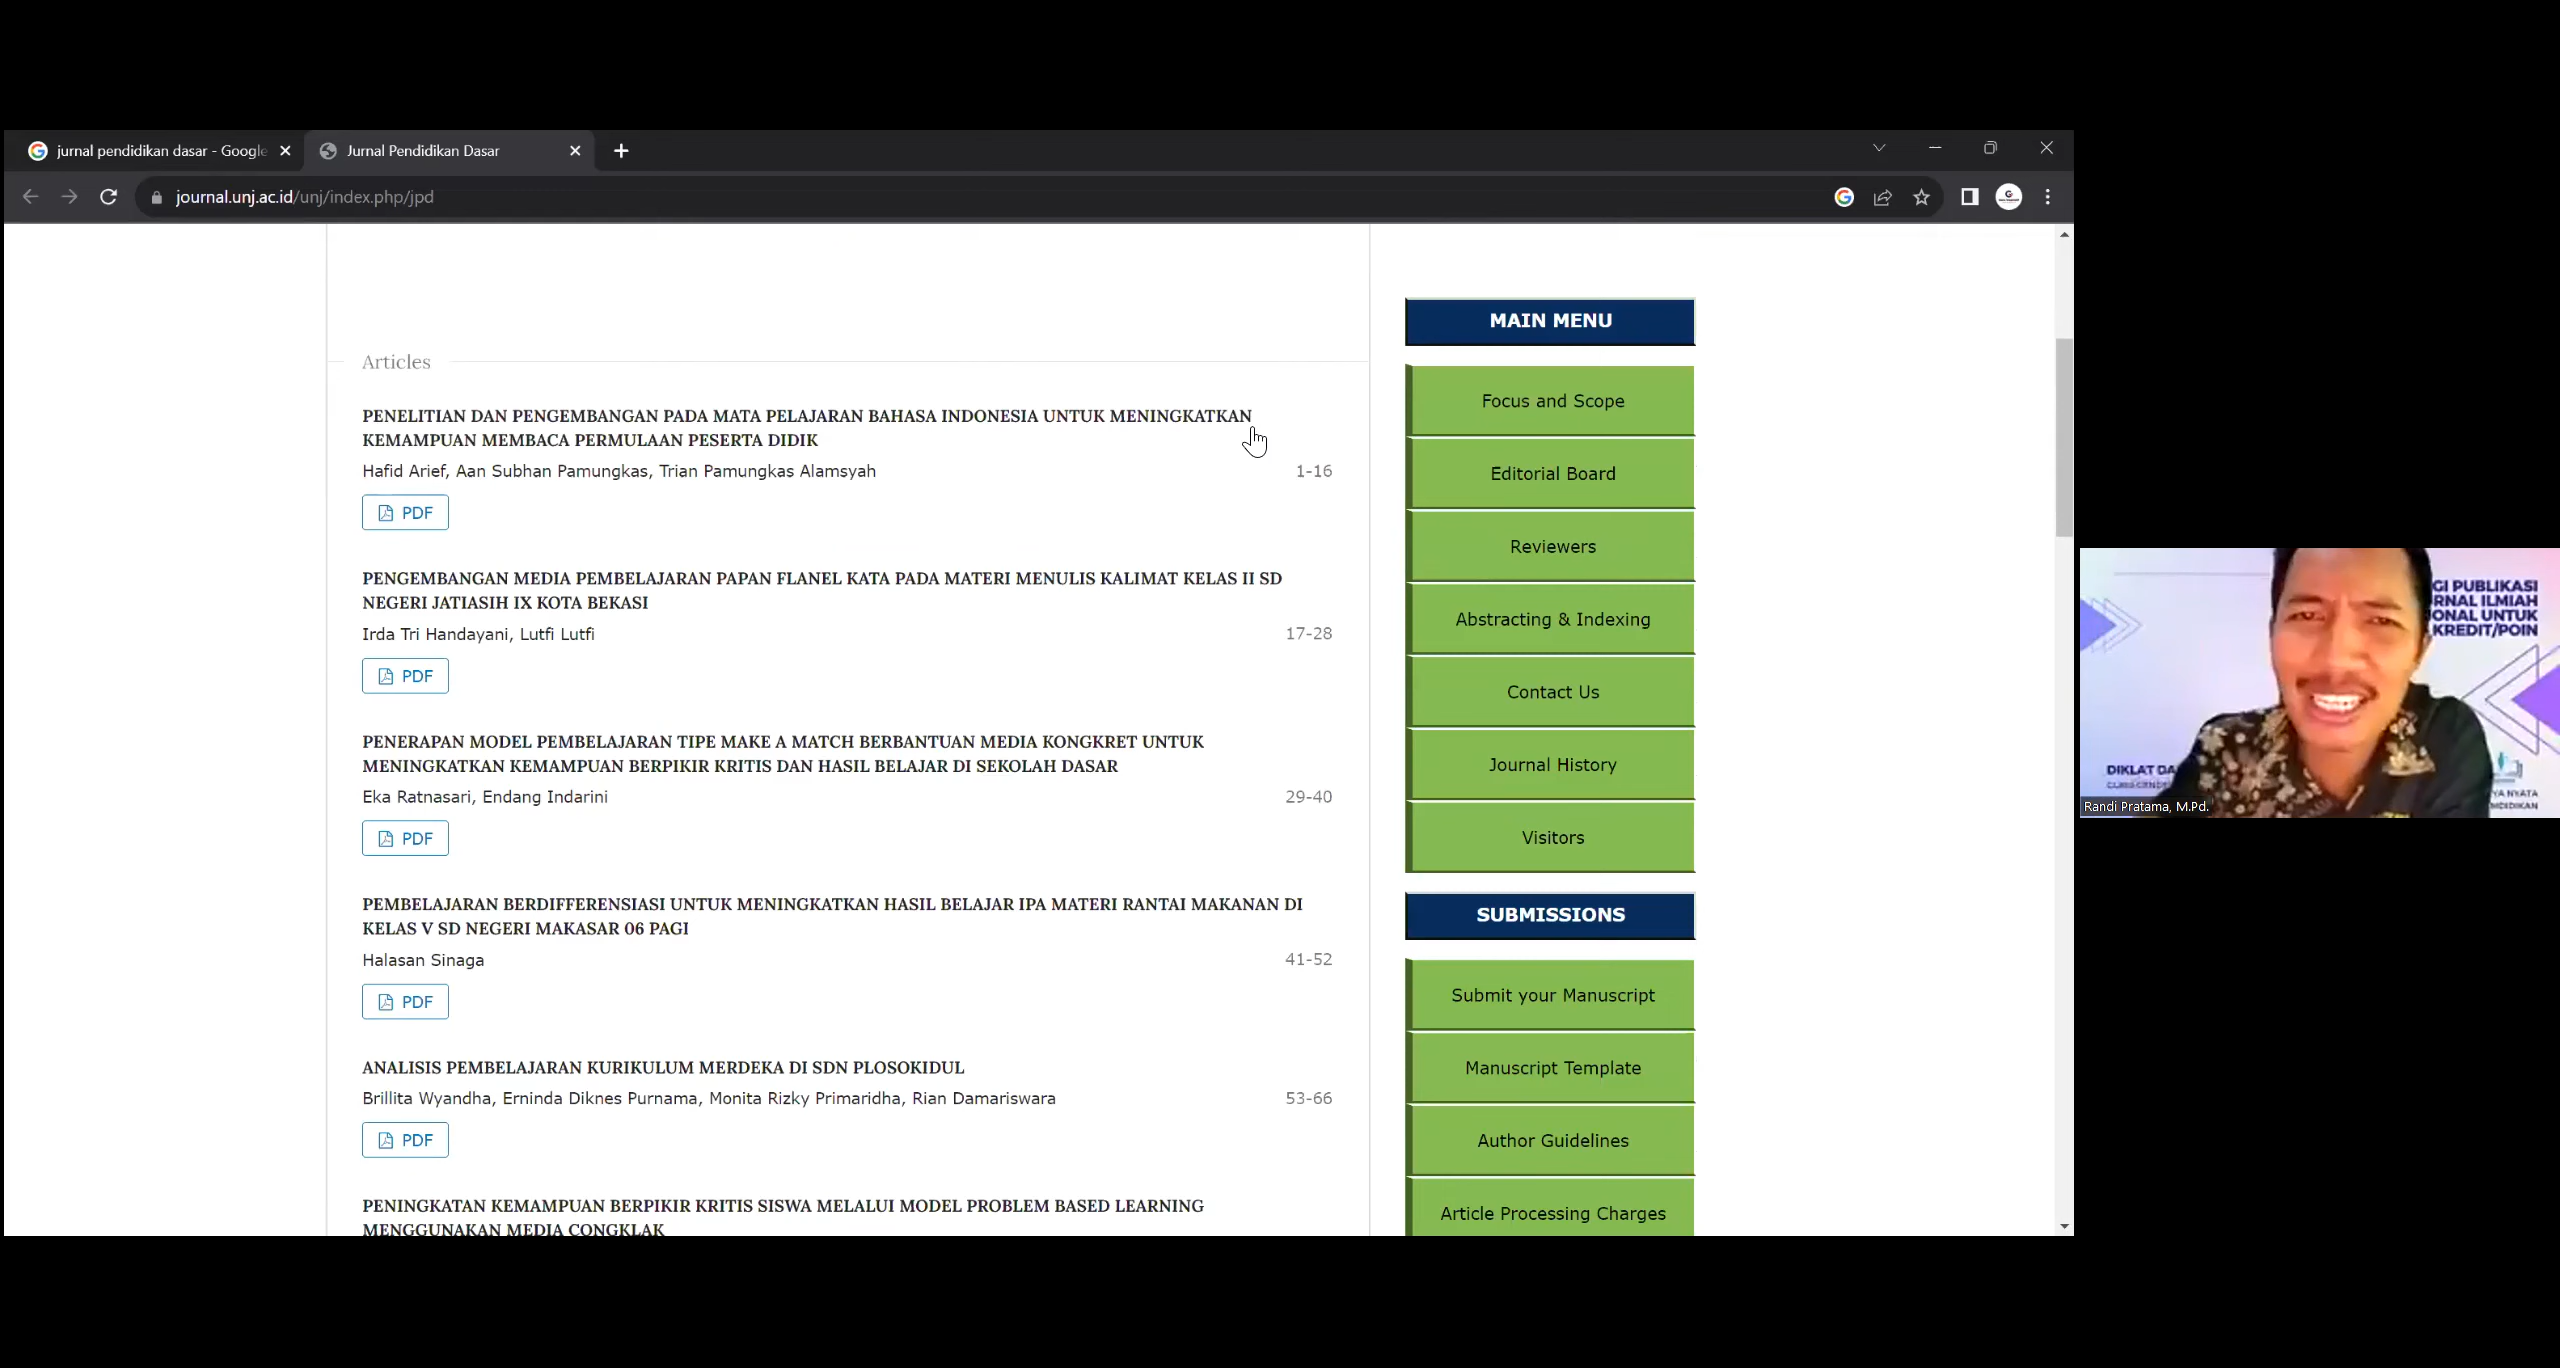 jurnal pendidikan dasar - Google
Jurnal Pendidikan Dasar
journal.unj.ac.id/unj/index.php/jpd
Articles
PENELITIAN DAN PENGEMBANGAN PADA MATA PELAJARAN BAHASA INDONESIA UNTUK MENINGKATKAN
KEMAMPUAN MEMBACA PERMULAAN PESERTA DIDIK
Hafid Arief, Aan Subhan Pamungkas, Trian Pamungkas Alamsyah
1-16
PDF
PENGEMBANGAN MEDIA PEMBELAJARAN PAPAN FLANEL KATA PADA MATERI MENULIS KALIMAT KELAS II SD
NEGERI JATIASIH IX KOTA BEKASI
Irda Tri Handayani, Lutfi Lutfi
17-28
PDF
PENERAPAN MODEL PEMBELAJARAN TIPE MAKE A MATCH BERBANTUAN MEDIA KONGKRET UNTUK
MENINGKATKAN KEMAMPUAN BERPIKIR KRITIS DAN HASIL BELAJAR DI SEKOLAH DASAR
Eka Ratnasari, Endang Indarini
29-40
PDF
PEMBELAJARAN BERDIFFERENSIASI UNTUK MENINGKATKAN HASIL BELAJAR IPA MATERI RANTAI MAKANAN DI
KELAS V SD NEGERI MAKASAR 06 PAGI
Halasan Sinaga
41-52
PDF
ANALISIS PEMBELAJARAN KURIKULUM MERDEKA DI SDN PLOSOKIDUL
Brillita Wyandha, Erninda Diknes Purnama, Monita Rizky Primaridha, Rian Damariswara
53-66
PDF
PENINGKATAN KEMAMPUAN BERPIKIR KRITIS SISWA MELALUI MODEL PROBLEM BASED LEARNING
MENGGUNAKAN MEDIA CONGKLAK
MAIN MENU
Focus and Scope
Editorial Board
Reviewers
Abstracting & Indexing
Contact Us
Journal History
Visitors
SUBMISSIONS
Submit your Manuscript
Manuscript Template
Author Guidelines
Article Processing Charges
GI PUBLIKASI
RNAL ILMIAH
ONAL UNTUK
KREDIT/POIN
DIKLAT DA
YA NYATA
NDIDIKAN
Randi Pratama, M.Pd.